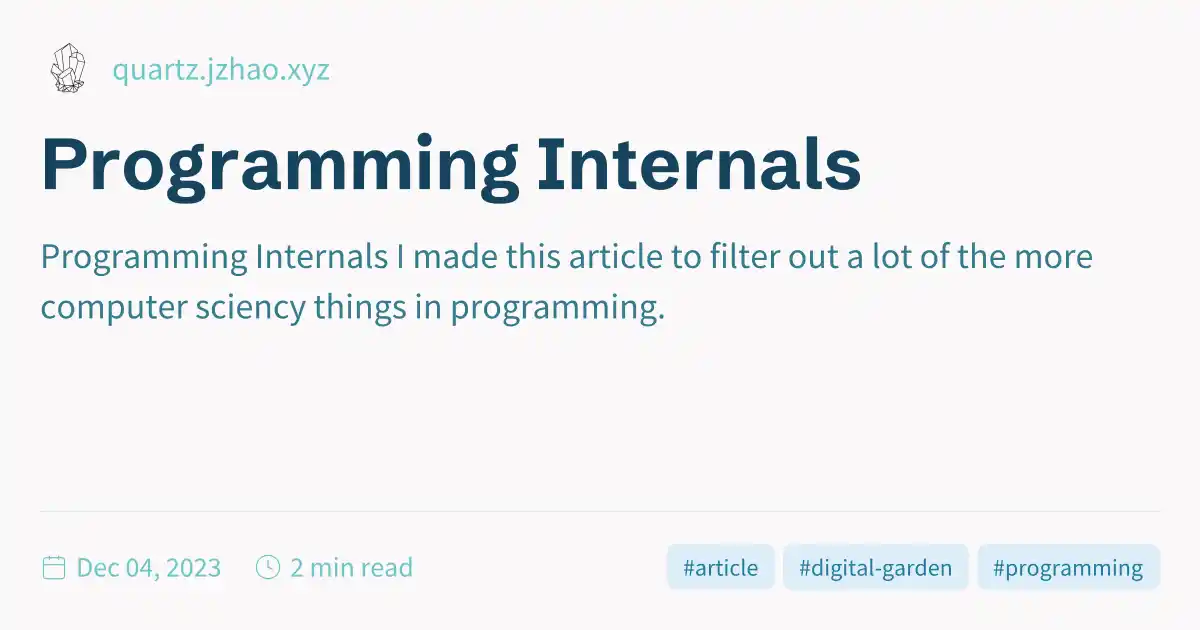 quartz.jzhao.xyz
Programming Internals
Programming Internals I made this article to filter out a lot of the more
computer sciency things in programming.
Dec 04, 2023 2 min read #article #digital-garden #programming